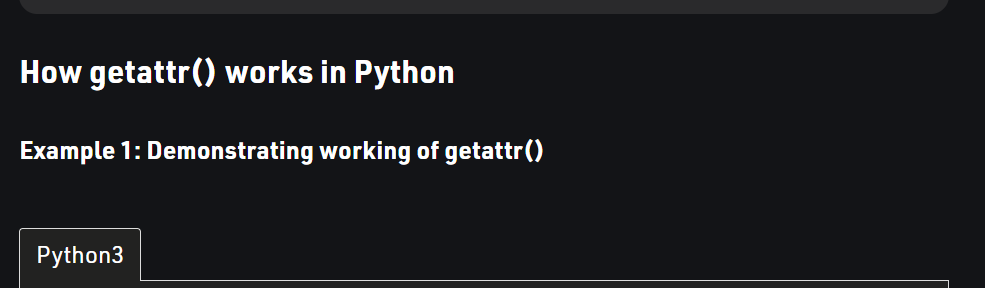 How getattr() works in Python
Example 1: Demonstrating working of getattr()
Python3